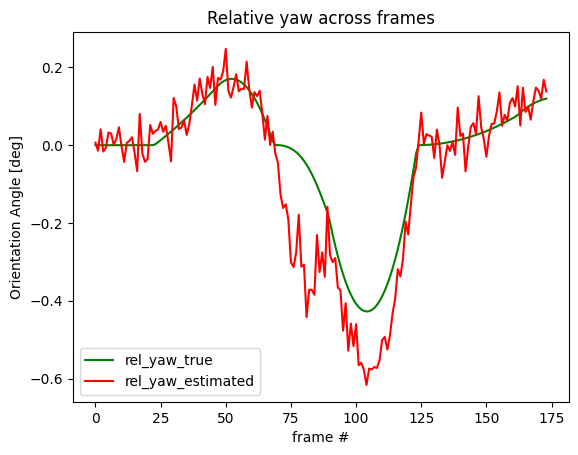 Relative yaw across frames
Orientation Angle [deg]
0.2
0.0
−0.2
−0.4
−0.6
rel_yaw_true
rel_yaw_estimated
0 25 50 75 100 125 150 175
frame #